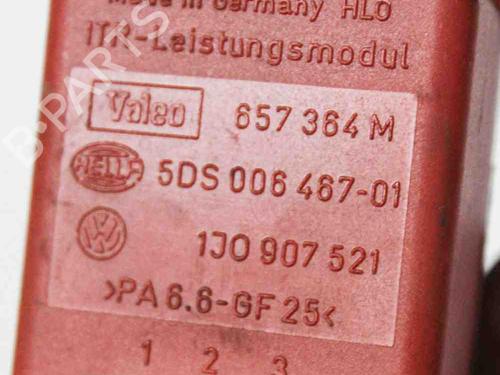 Made in Germany HLO
ITR-Leistungsmodul
Valeo 657 364 M
HELLA 5DS 006 467-01
VW 1J0 907 521
>PA 6.6-GF 25<
1 2 3
B-PARTS